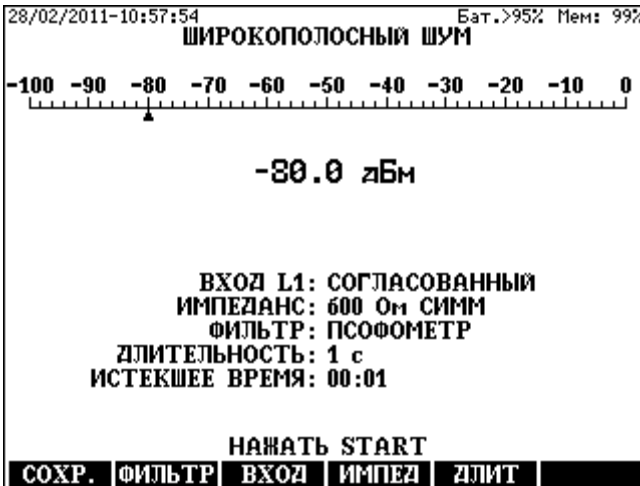 28/02/2011-10:57:54 Бат.>95% Мем: 99%
ШИРОКОПОЛОСНЫЙ ШУМ
-100 -90 -80 -70 -60 -50 -40 -30 -20 -10 0
-80.0 дБм
ВХОД L1: СОГЛАСОВАННЫЙ
ИМПЕДАНС: 600 Ом СИММ
ФИЛЬТР: ПСОФОМЕТР
ДЛИТЕЛЬНОСТЬ: 1 с
ИСТЕКШЕЕ ВРЕМЯ: 00:01
НАЖАТЬ START
СОХР. ФИЛЬТР ВХОД ИМПЕД ДЛИТ